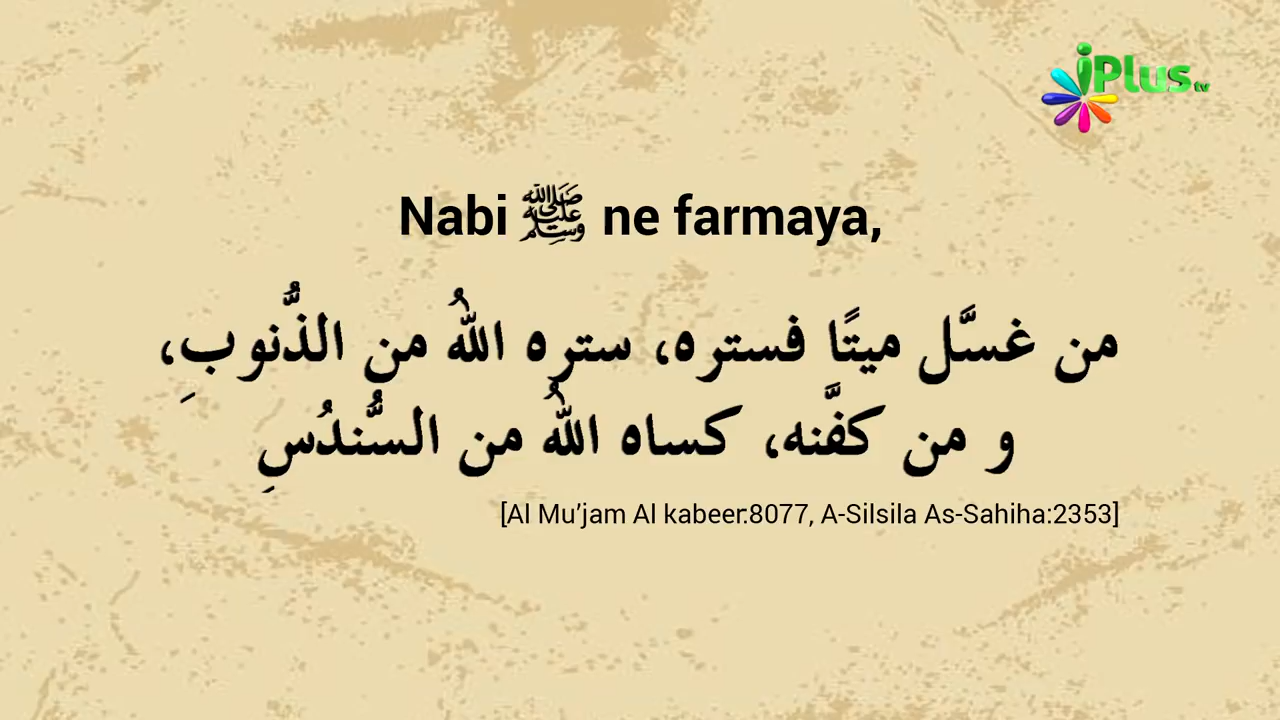 iPlus tv
Nabi ﷺ ne farmaya,
من غسَّل ميتًا فستره، ستره اللهُ من الذُّنوبِ،
و من كفَّنه، كساه اللهُ من السُّندُسِ
[Al Mu’jam Al kabeer:8077, A-Silsila As-Sahiha:2353]